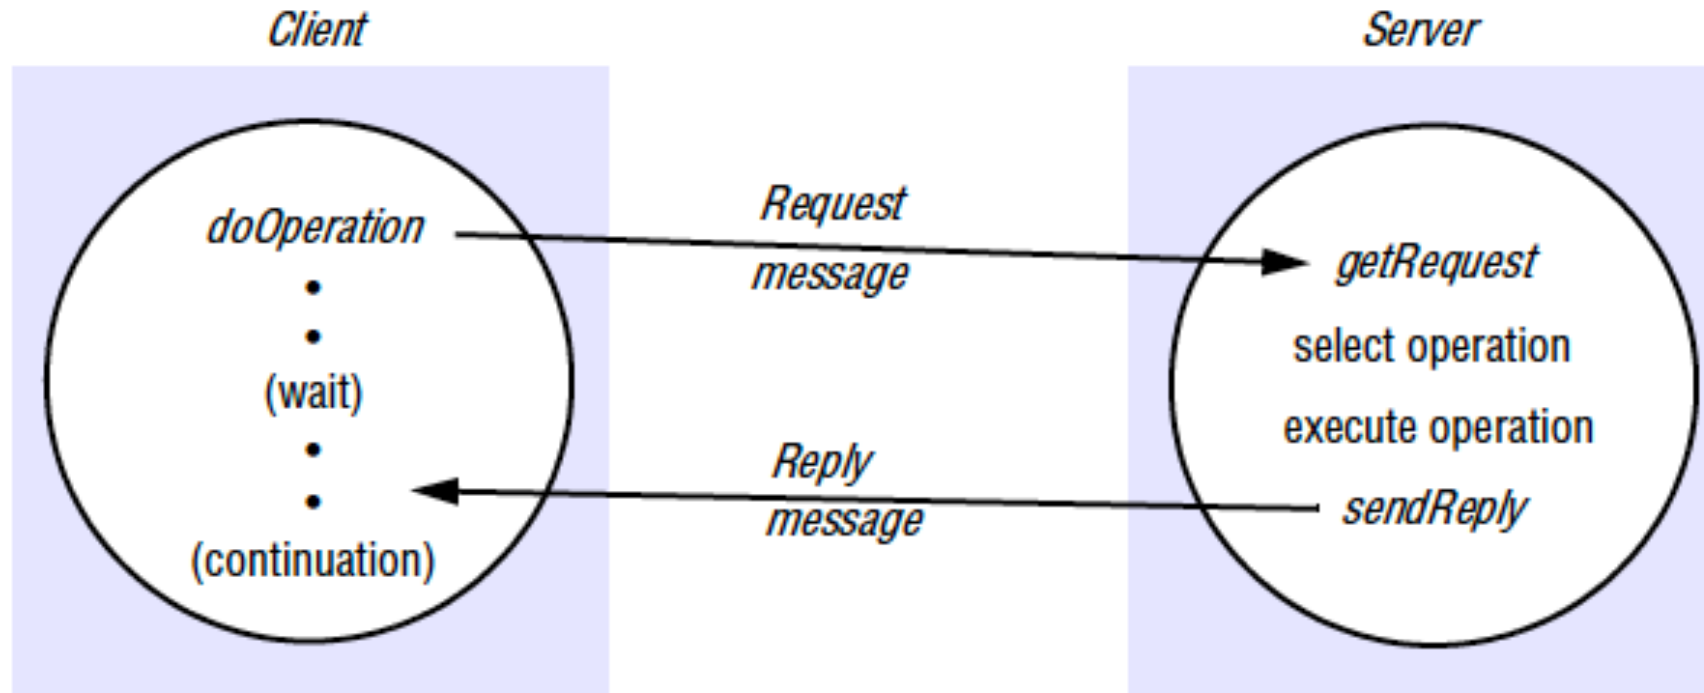 Client
Server
doOperation
•
•
(wait)
•
•
(continuation)
Request
message
Reply
message
getRequest
select operation
execute operation
sendReply